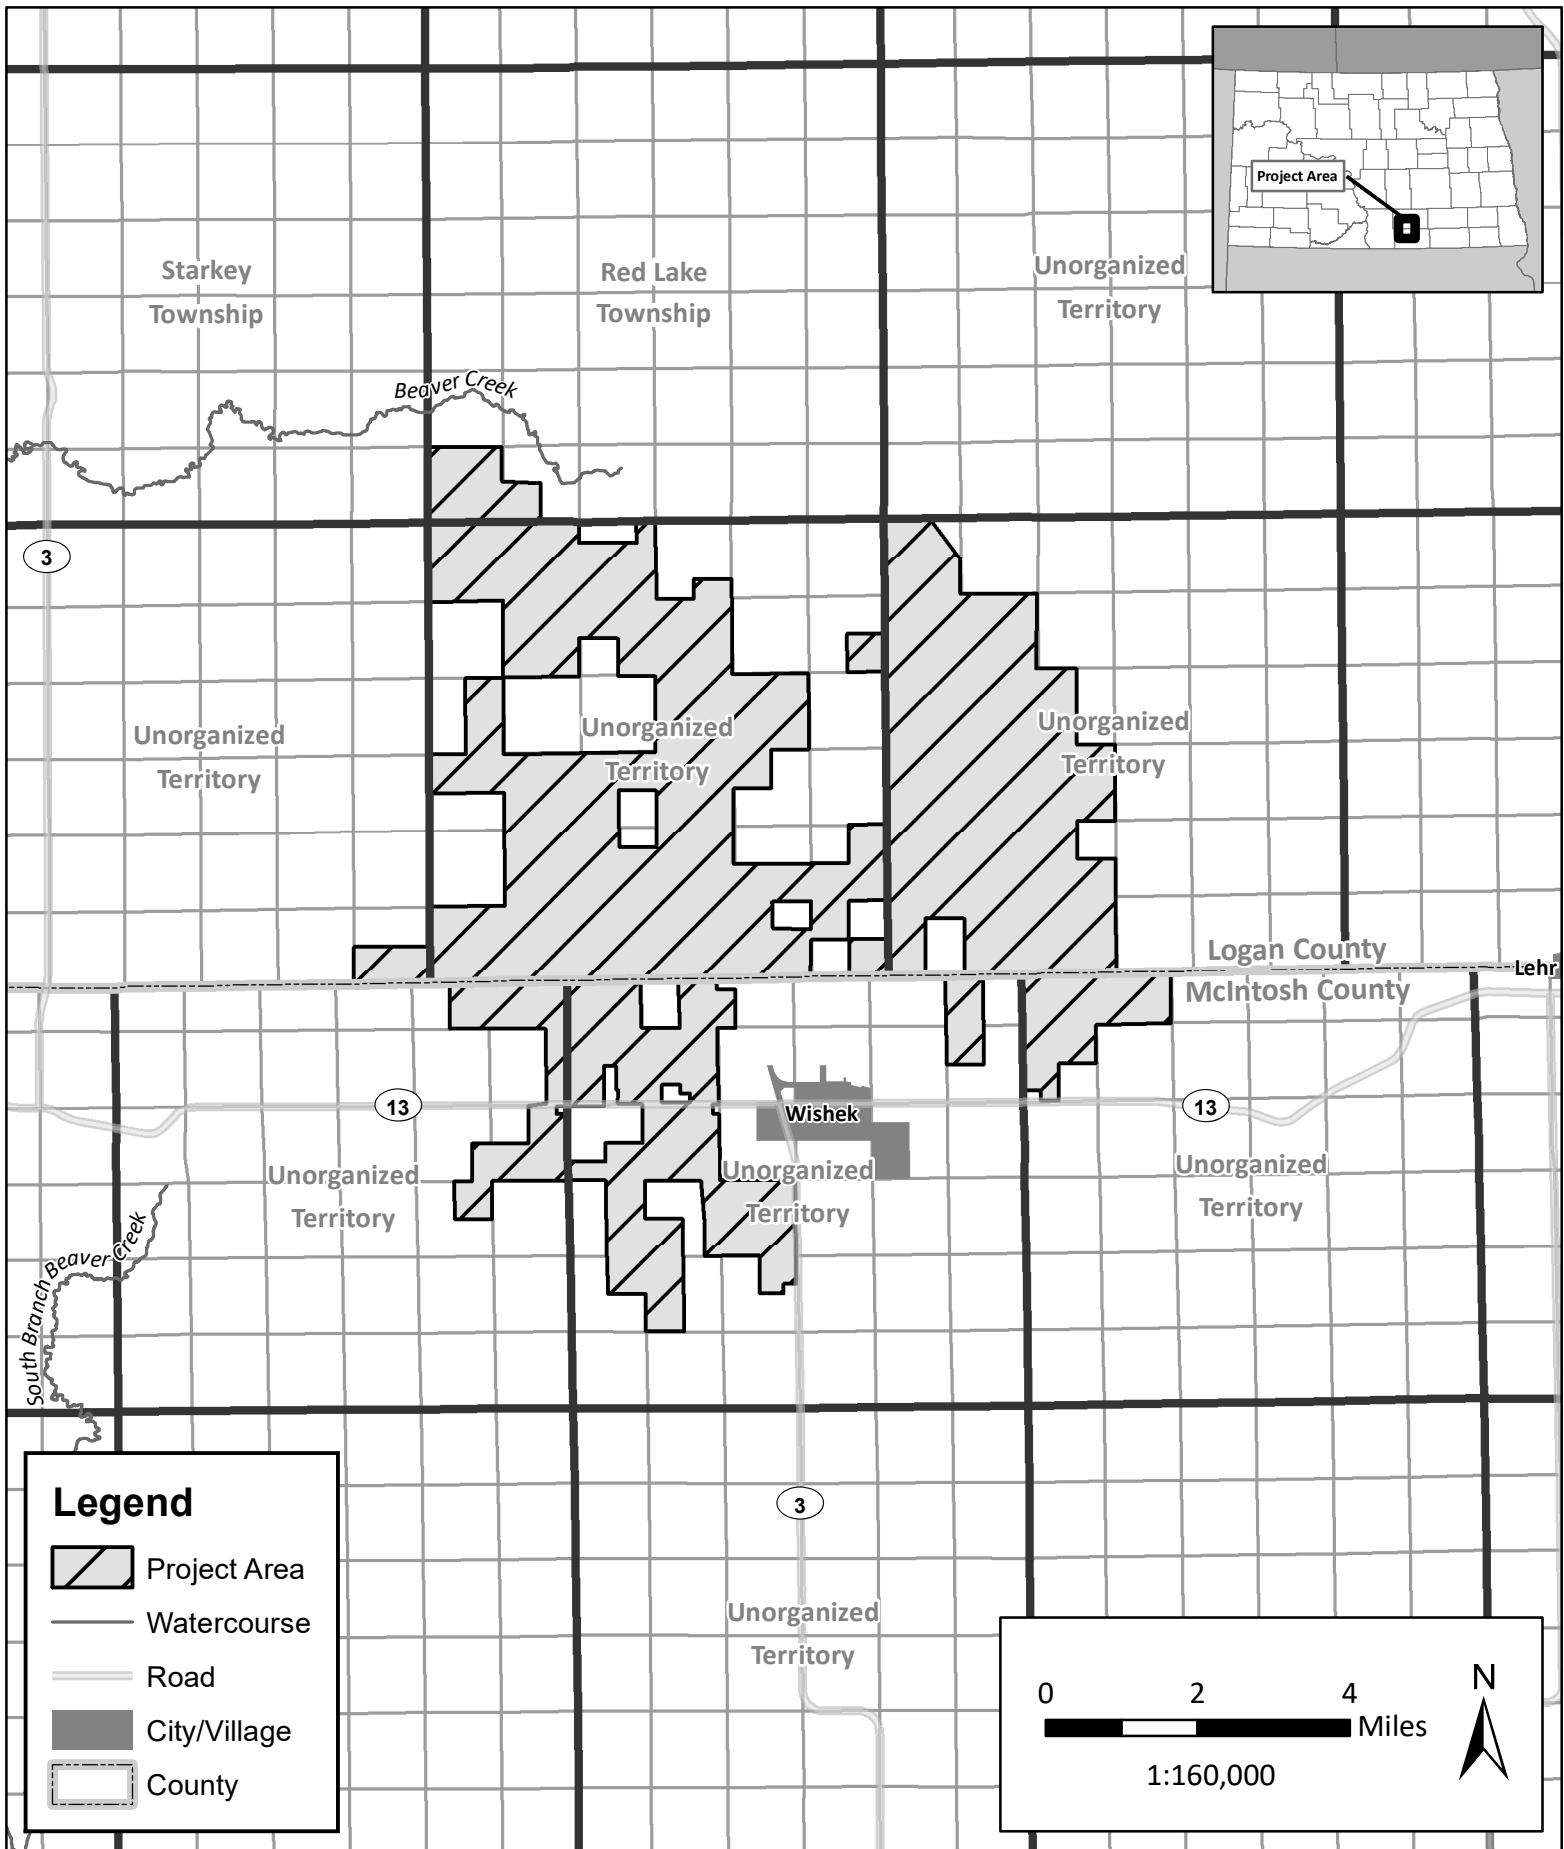 Project Area
Starkey
Township
Red Lake
Township
Unorganized
Territory
Beaver Creek
3
Unorganized
Territory
Unorganized
Territory
Unorganized
Territory
Logan County
Lehr
McIntosh County
13
Wishek
13
Unorganized
Territory
Unorganized
Territory
Unorganized
Territory
South Branch Beaver Creek
3
Unorganized
Territory
Legend
Project Area
Watercourse
Road
City/Village
County
0 2 4
Miles
1:160,000
N